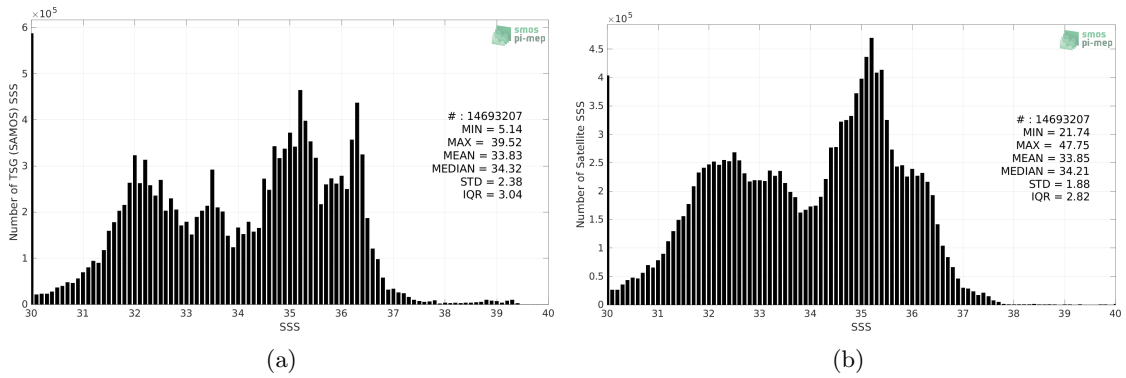 ×10⁵
6
5
4
3
2
1
0
Number of TSG (SAMOS) SSS
30 31 32 33 34 35 36 37 38 39 40
SSS
smos
pi-mep
# : 14693207
MIN = 5.14
MAX = 39.52
MEAN = 33.83
MEDIAN = 34.32
STD = 2.38
IQR = 3.04
(a)
×10⁵
4.5
4
3.5
3
2.5
2
1.5
1
0.5
0
Number of Satellite SSS
30 31 32 33 34 35 36 37 38 39 40
SSS
smos
pi-mep
# : 14693207
MIN = 21.74
MAX = 47.75
MEAN = 33.85
MEDIAN = 34.21
STD = 1.88
IQR = 2.82
(b)